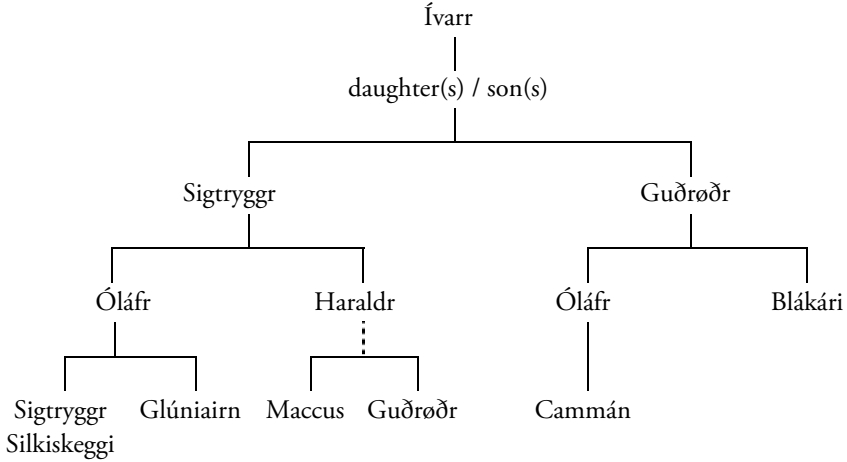 Ívarr
daughter(s) / son(s)
Sigtryggr
Guðrøðr
Óláfr
Haraldr
Óláfr
Blákári
Sigtryggr
Silkiskeggi
Glúniairn
Maccus
Guðrøðr
Cammán